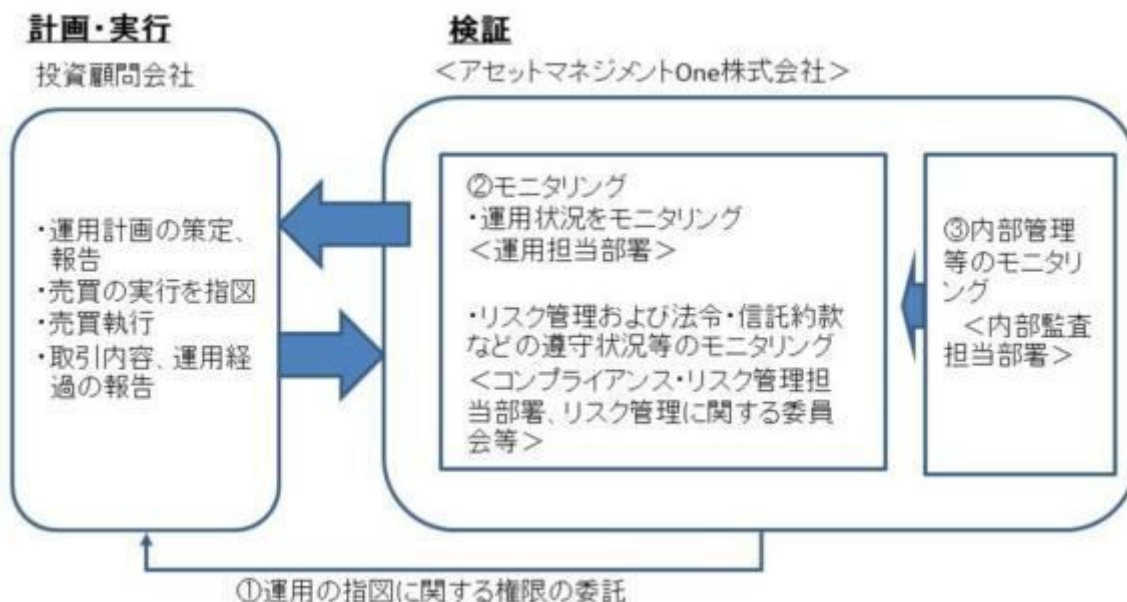 計画・実行
投資顧問会社
・運用計画の策定、
報告
・売買の実行を指図
・売買執行
・取引内容、運用経
過の報告
検証
＜アセットマネジメントOne株式会社＞
②モニタリング
・運用状況をモニタリング
＜運用担当部署＞
・リスク管理および法令・信託約款
などの遵守状況等のモニタリング
＜コンプライアンス・リスク管理担
当部署、リスク管理に関する委員
会等＞
③内部管理
等のモニタリ
ング
＜内部監査
担当部署＞
①運用の指図に関する権限の委託